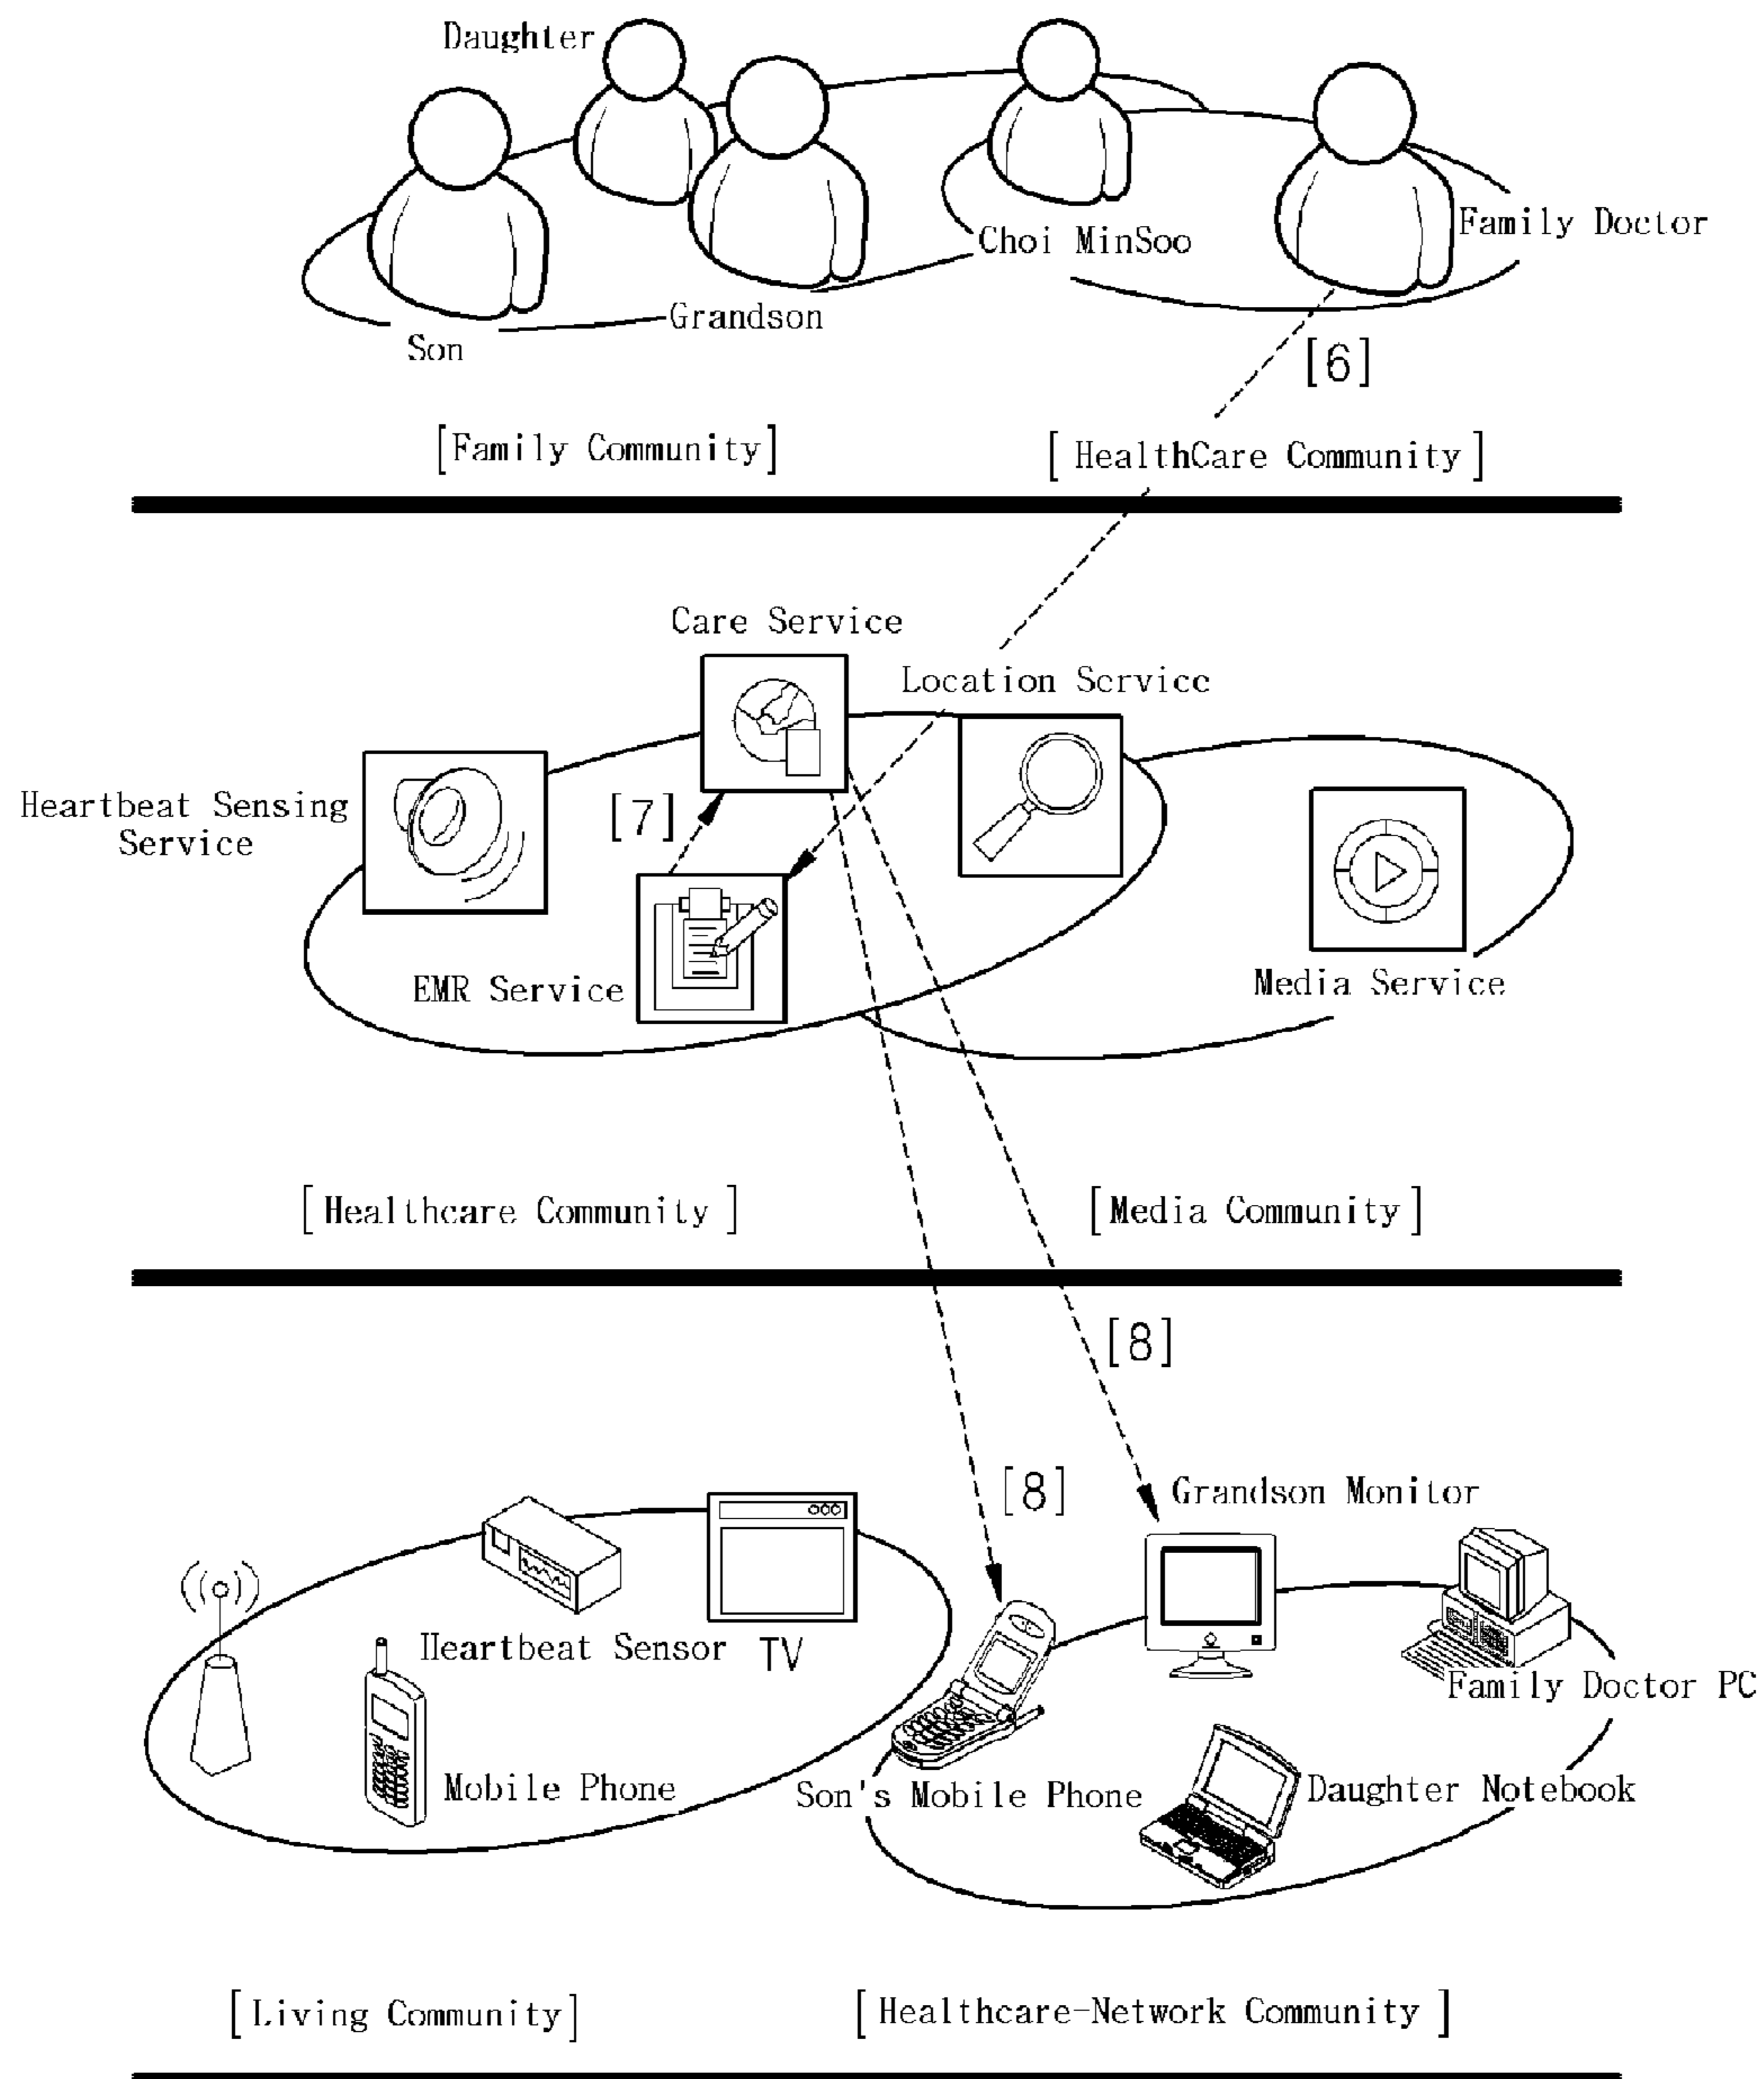 Daughter
Family Doctor
Choi MinSoo
Grandson
Son
[6]
[Family Community]
[ HealthCare Community ]
Care Service
Location Service
Heartbeat Sensing
Service
[7]
EMR Service
Media Service
[ Healthcare Community ]
[ Media Community ]
[8]
[8]
Grandson Monitor
Heartbeat Sensor
TV
Family Doctor PC
Mobile Phone
Son's Mobile Phone
Daughter Notebook
[Living Community]
[ Healthcare-Network Community ]